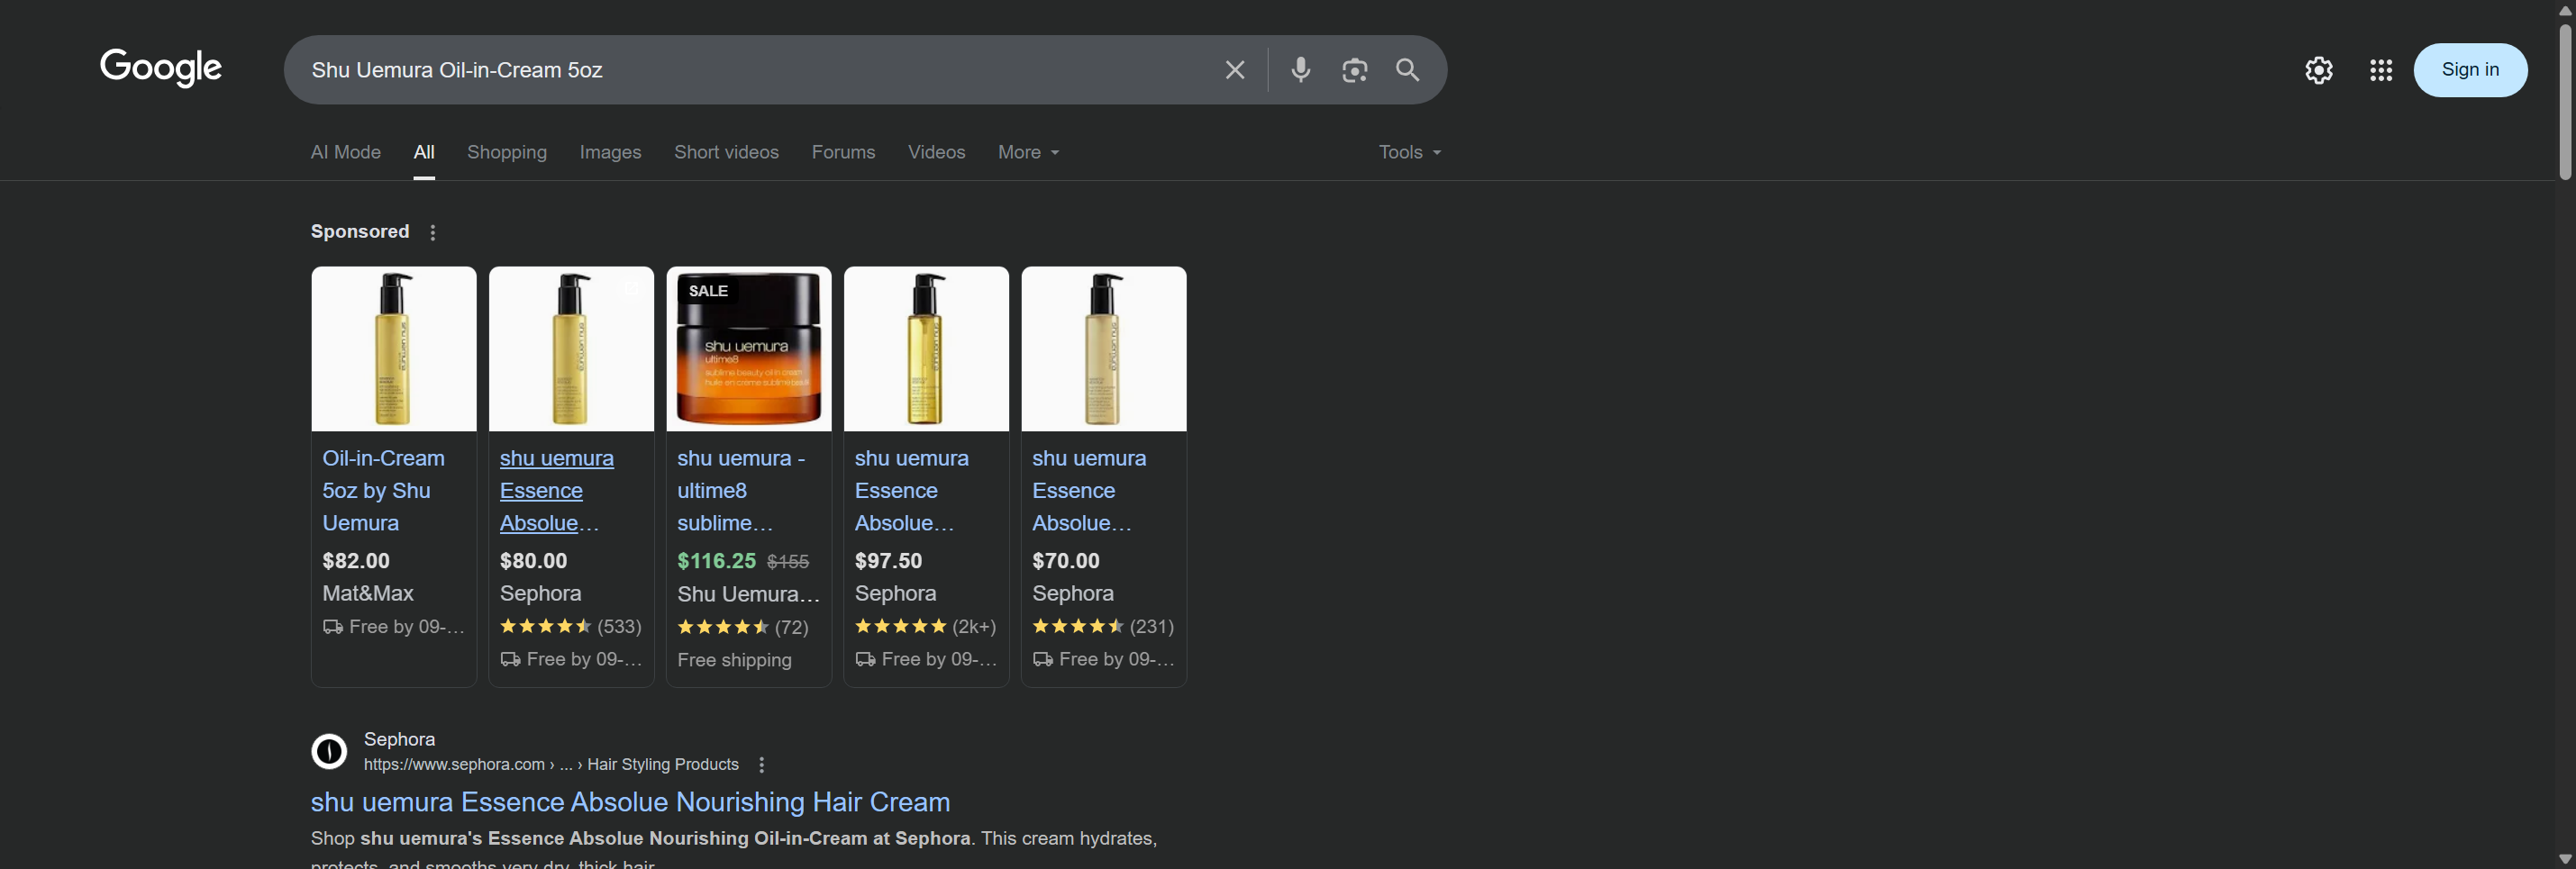 Google
Shu Uemura Oil-in-Cream 5oz
Sign in
AI Mode
All
Shopping
Images
Short videos
Forums
Videos
More
Tools
Sponsored
Oil-in-Cream
5oz by Shu
Uemura
$82.00
Mat&Max
Free by 09-...
shu uemura
Essence
Absolue...
$80.00
Sephora
(533)
Free by 09-...
SALE
shu uemura
ultime8
sublime beauty oil in cream
huile en crème sublime beauté
shu uemura -
ultime8
sublime...
$116.25 $155
Shu Uemura...
(72)
Free shipping
shu uemura
Essence
Absolue...
$97.50
Sephora
(2k+)
Free by 09-...
shu uemura
Essence
Absolue...
$70.00
Sephora
(231)
Free by 09-...
Sephora
https://www.sephora.com › ... › Hair Styling Products
shu uemura Essence Absolue Nourishing Hair Cream
Shop shu uemura's Essence Absolue Nourishing Oil-in-Cream at Sephora. This cream hydrates,
protects, and smooths very dry, thick hair